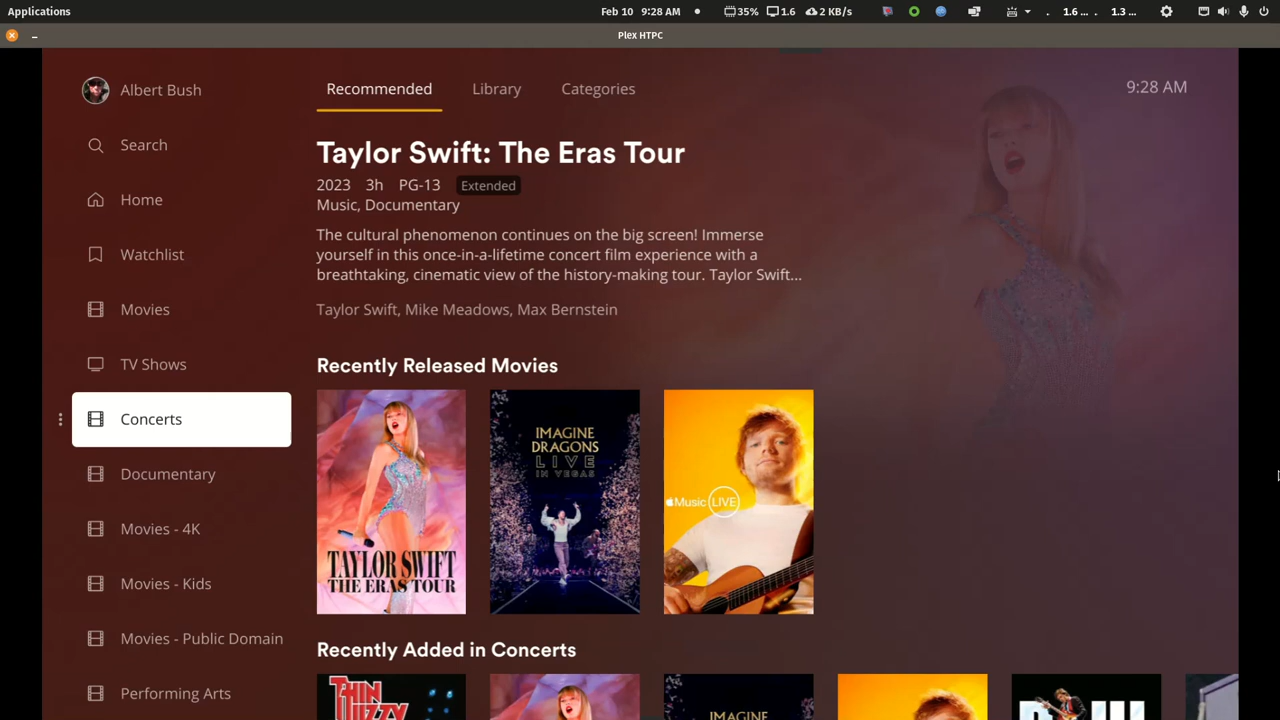 Applications
Feb 10 9:28 AM
35% 1.6 2 KB/s
. 1.6 ... . 1.3 ...
Plex HTPC
Albert Bush
Search
Home
Watchlist
Movies
TV Shows
Concerts
Documentary
Movies - 4K
Movies - Kids
Movies - Public Domain
Performing Arts
Recommended Library Categories
9:28 AM
Taylor Swift: The Eras Tour
2023 3h PG-13 Extended
Music, Documentary
The cultural phenomenon continues on the big screen! Immerse
yourself in this once-in-a-lifetime concert film experience with a
breathtaking, cinematic view of the history-making tour. Taylor Swift...
Taylor Swift, Mike Meadows, Max Bernstein
Recently Released Movies
TAYLOR SWIFT
THE ERAS TOUR
IMAGINE
DRAGONS
LIVE
IN VEGAS
Music LIVE
Recently Added in Concerts
THIN
LIZZY
IMAGINE